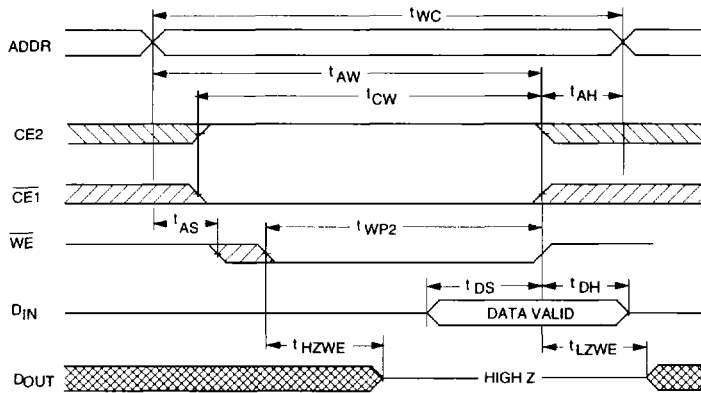 tWC
ADDR
tAW
tCW
tAH
CE2
CE1
tAS
WE
tWP2
tDS
tDH
DIN
DATA VALID
tHZWE
tLZWE
DOUT
HIGH Z